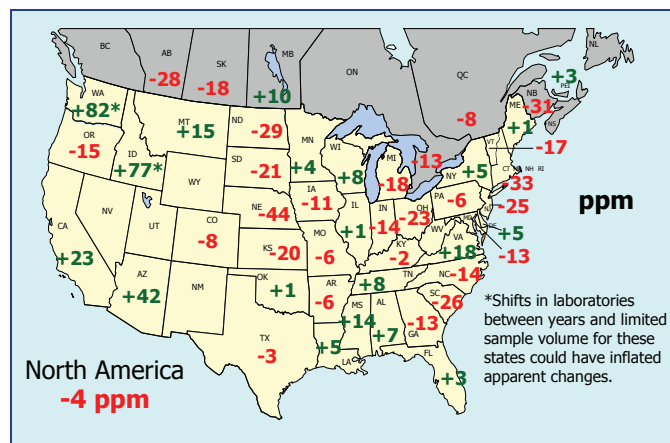 BC
AB
SK
MB
ON
QC
NL
PEI
NB
NS
-28
-18
+10
-8
+3
-31
WA
+82*
OR
-15
ID
+77*
MT
+15
ND
-29
SD
-21
WY
NE
-44
MN
+4
WI
+8
MI
-18
-13
IA
-11
ME
+1
VT
-17
NY
+5
CT
NH
RI
-33
PA
-6
NJ
-25
+5
-13
CA
+23
NV
UT
CO
-8
KS
-20
MO
-6
IL
+1
IN
-14
OH
-23
KY
-2
WV
VA
+18
AZ
+42
NM
OK
+1
AR
-6
TN
+8
NC
-14
SC
-26
MS
+14
AL
+7
GA
-13
TX
-3
LA
+5
FL
+3
ppm
*Shifts in laboratories
between years and limited
sample volume for these
states could have inflated
apparent changes.
North America
-4 ppm